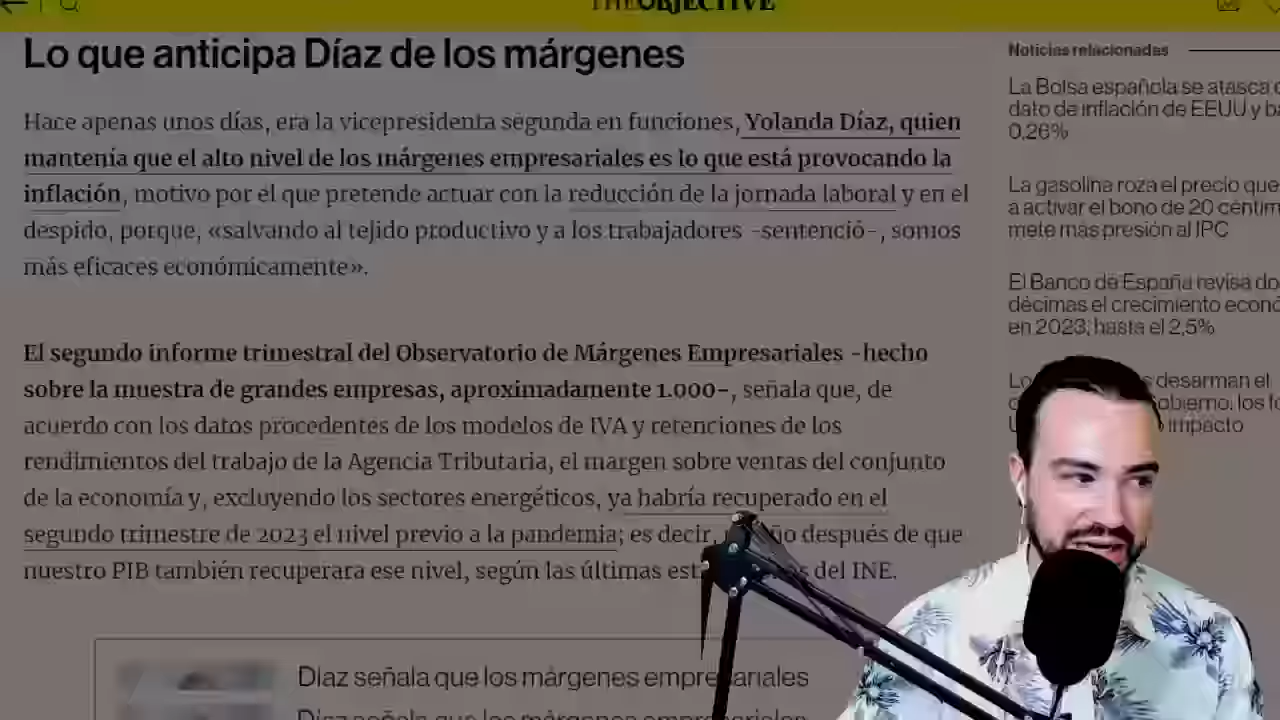 THE OBJECTIVE
Lo que anticipa Díaz de los márgenes
Hace apenas unos días, era la vicepresidenta segunda en funciones, Yolanda Díaz, quien
mantenía que el alto nivel de los márgenes empresariales es lo que está provocando la
inflación, motivo por el que pretende actuar con la reducción de la jornada laboral y en el
despido, porque, «salvando al tejido productivo y a los trabajadores -sentenció-, somos
más eficaces económicamente».
El segundo informe trimestral del Observatorio de Márgenes Empresariales -hecho
sobre la muestra de grandes empresas, aproximadamente 1.000-, señala que, de
acuerdo con los datos procedentes de los modelos de IVA y retenciones de los
rendimientos del trabajo de la Agencia Tributaria, el margen sobre ventas del conjunto
de la economía y, excluyendo los sectores energéticos, ya habría recuperado en el
segundo trimestre de 2023 el nivel previo a la pandemia; es decir, después de que
nuestro PIB también recuperara ese nivel, según las últimas del INE.
Díaz señala que los márgenes empresariales
Díaz señala que los márgenes empresariales
Noticias relacionadas
La Bolsa española se atasca
dato de inflación de EEUU y
0,26%
La gasolina roza el precio que
a activar el bono de 20
mete más presión al IPC
El Banco de España revisa
décimas el crecimiento
en 2023, hasta el 2,5%
desarman el
los
impacto